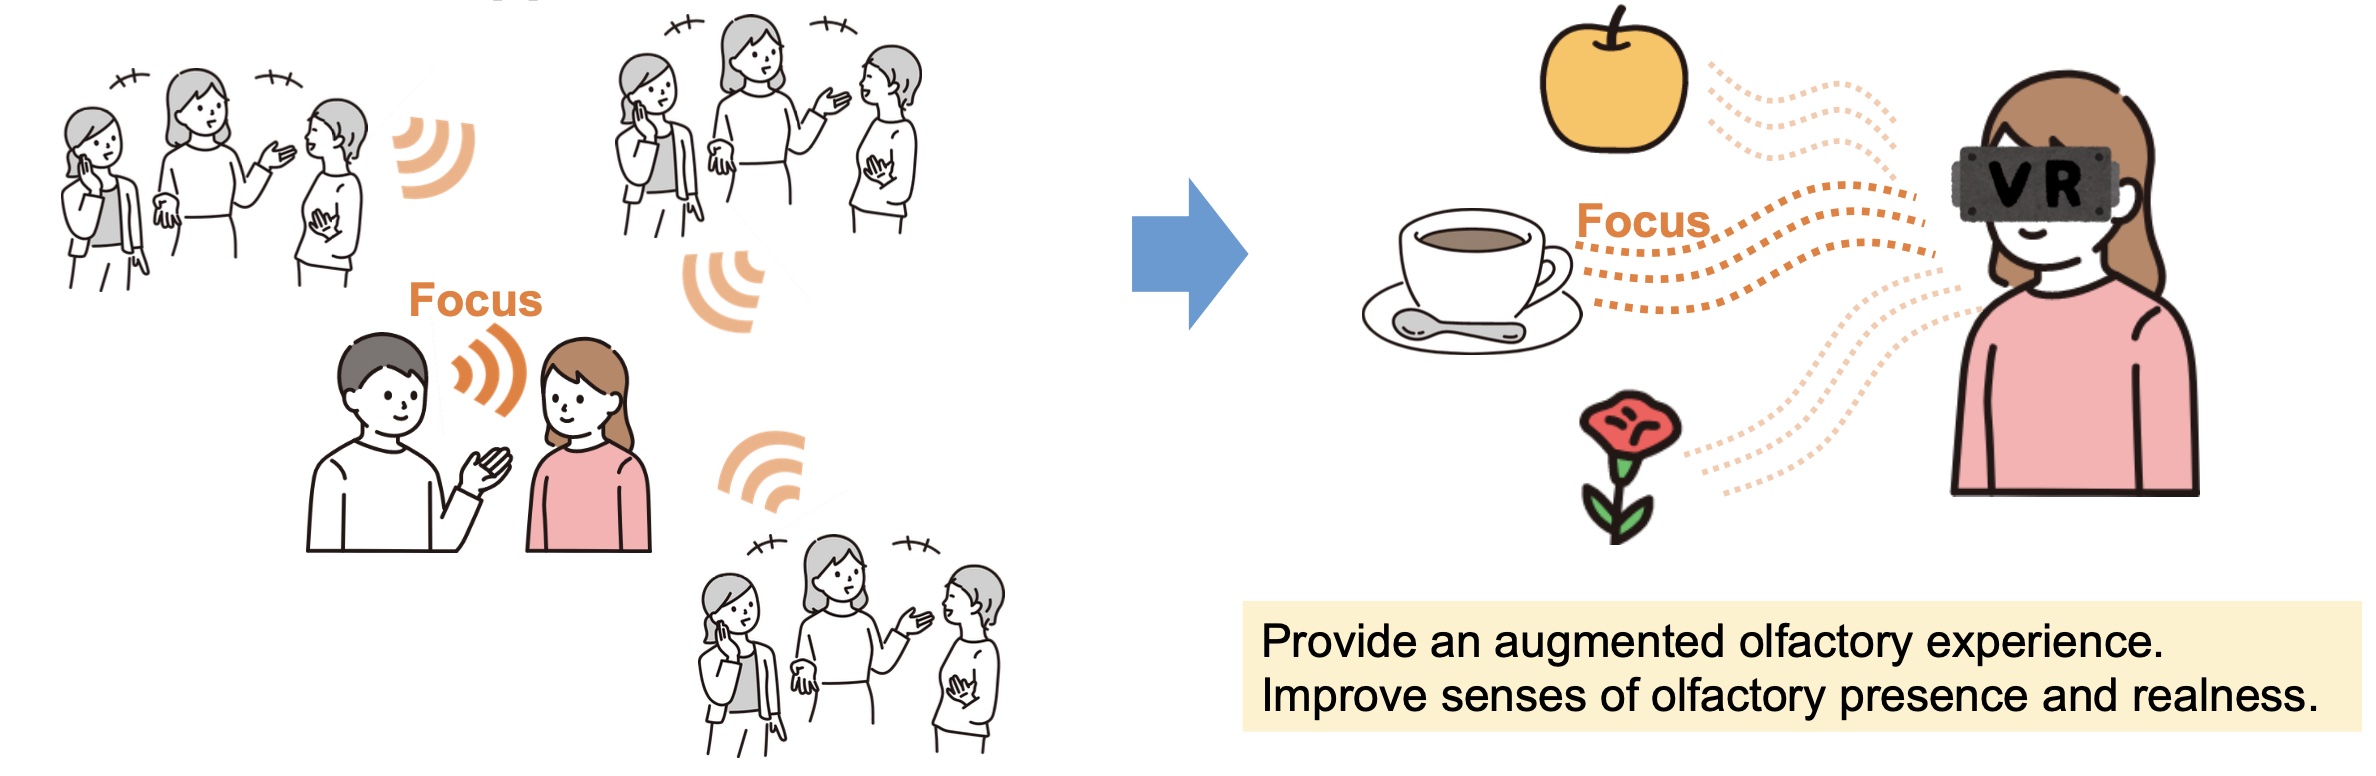 Focus
Focus
VR
Provide an augmented olfactory experience.
Improve senses of olfactory presence and realness.